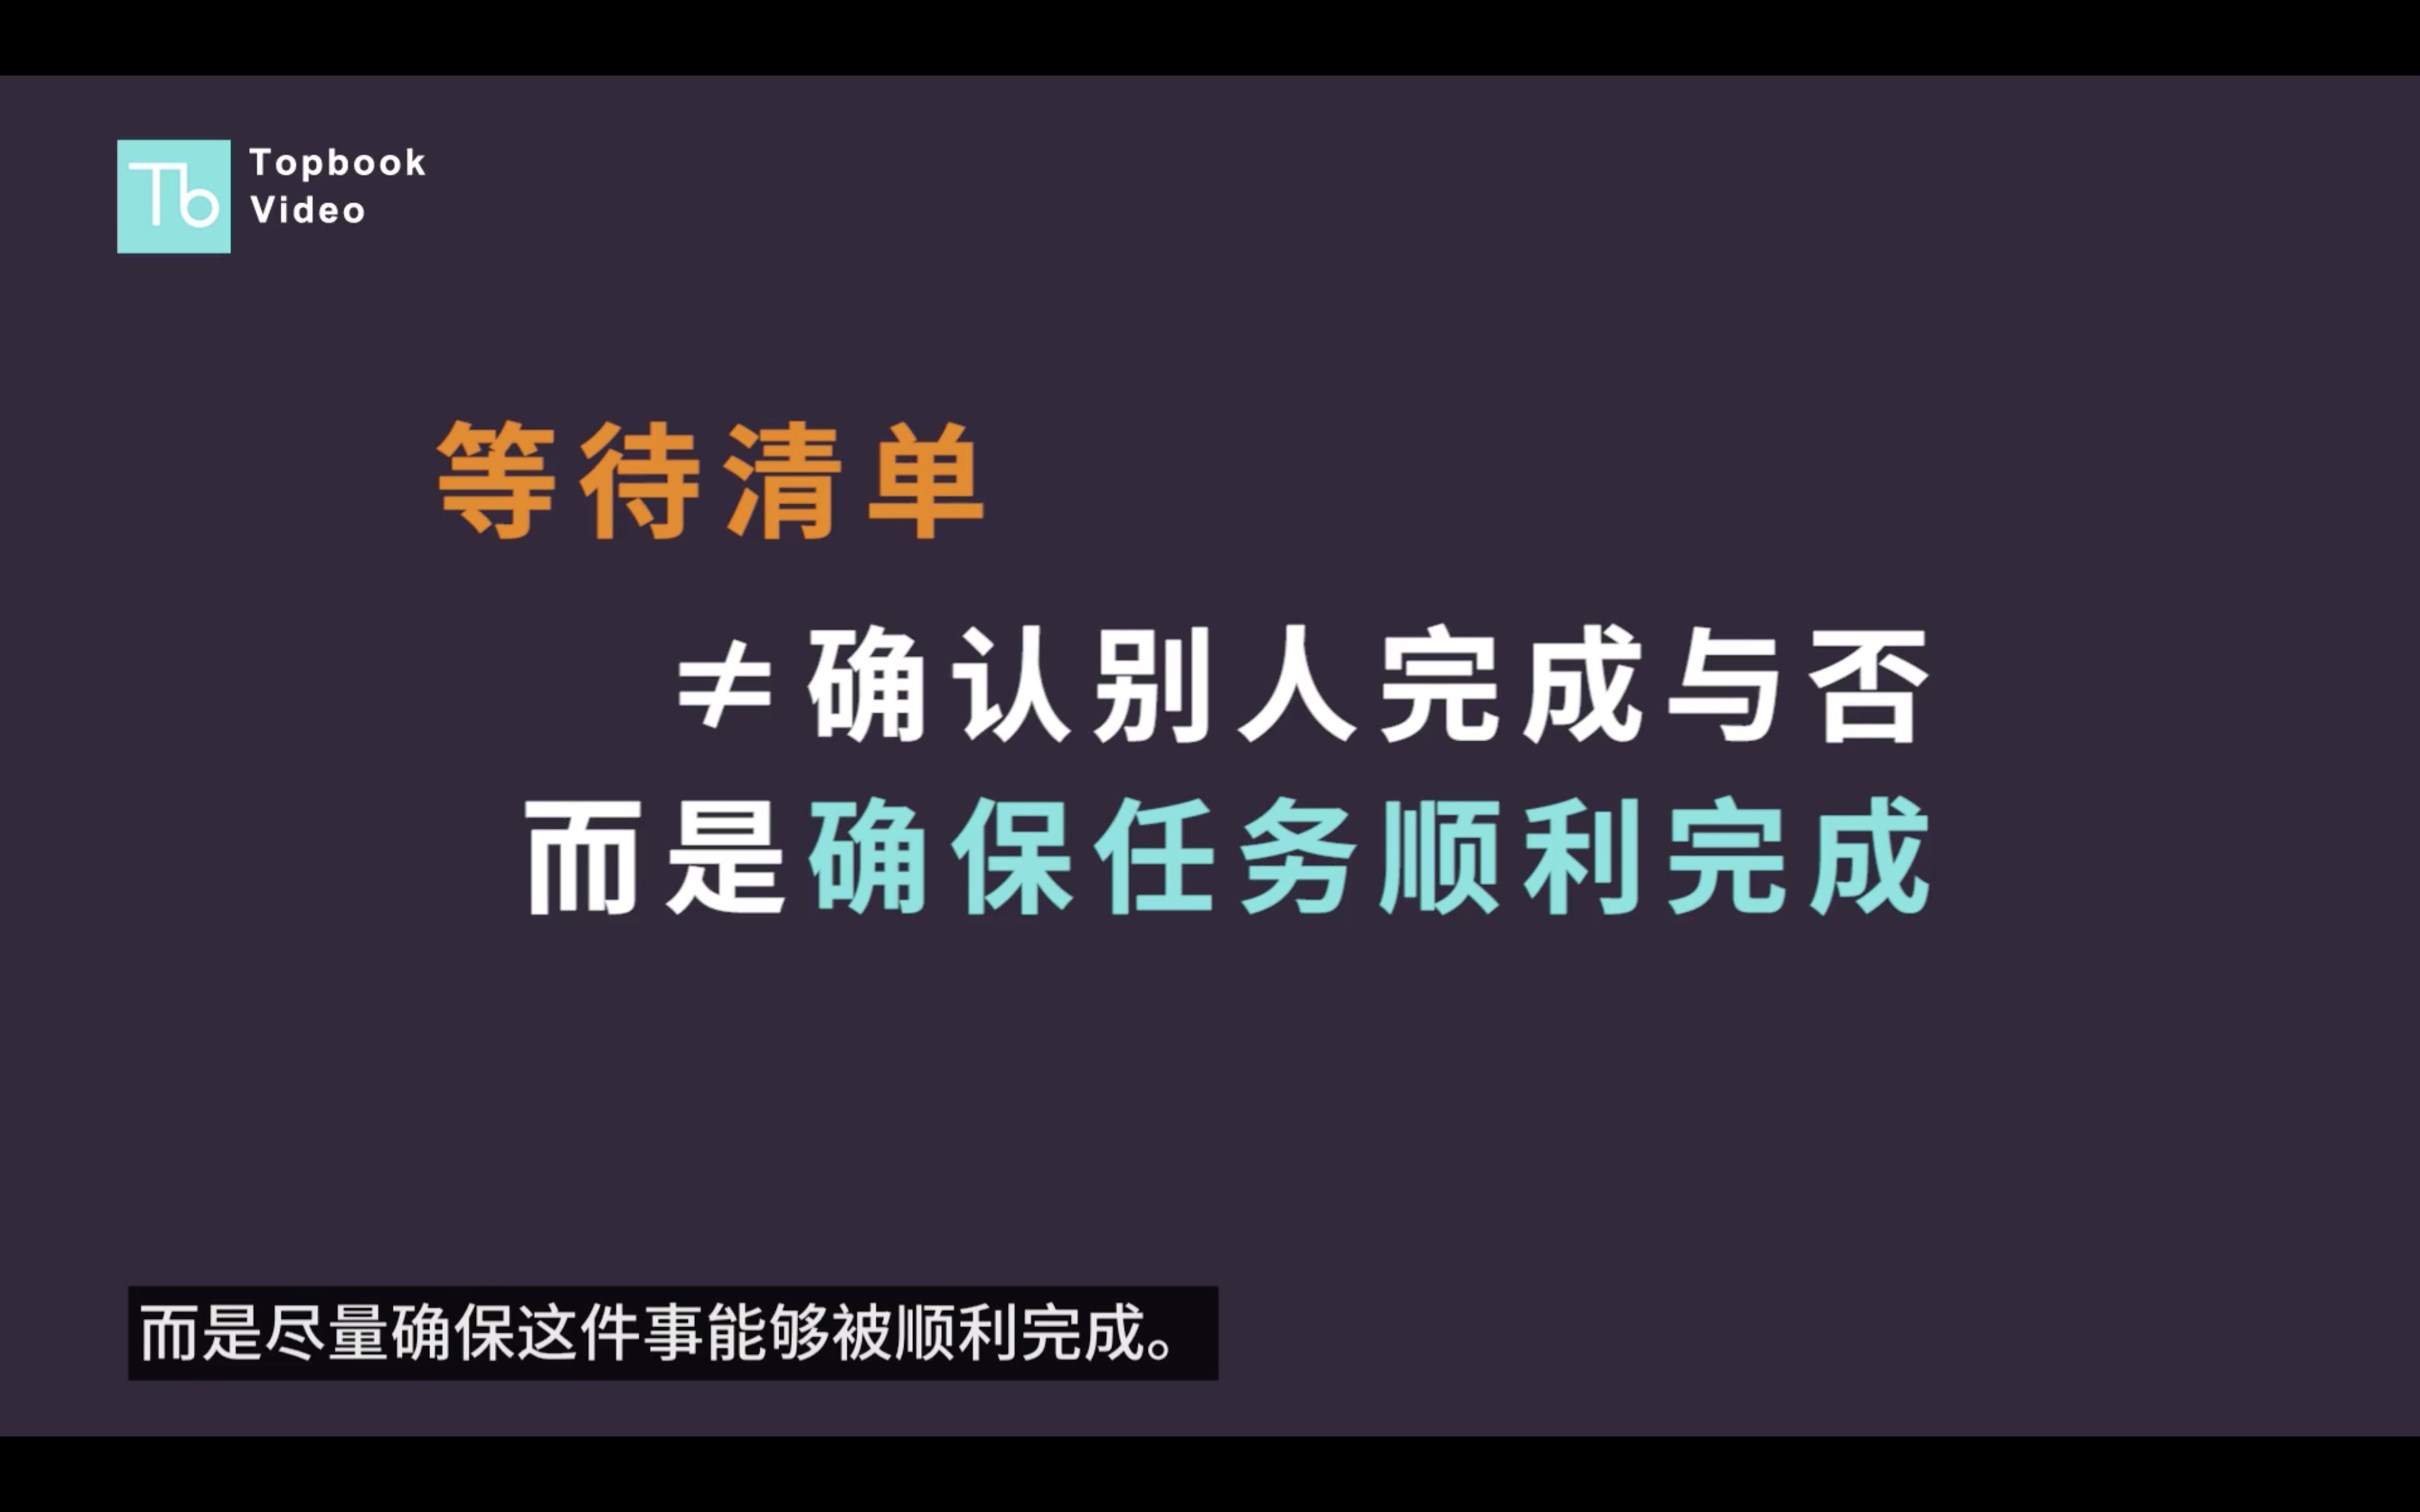 Tb
Topbook
Video
等待清单
≠确认别人完成与否
而是确保任务顺利完成
而是尽量确保这件事能够被顺利完成。